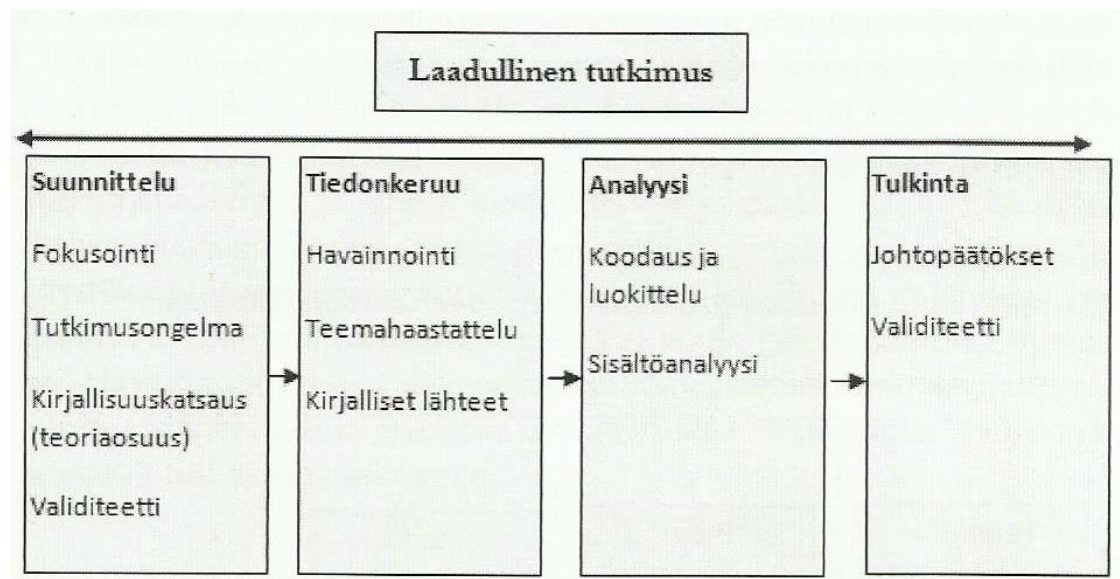 Laadullinen tutkimus
Suunnittelu
Fokusointi
Tutkimusongelma
Kirjallisuuskatsaus
(teoriaosuus)
Validiteetti
Tiedonkeruu
Havainnointi
Teemahaastattelu
Kirjalliset lähteet
Analyysi
Koodaus ja
luokittelu
Sisältöanalyysi
Tulkinta
Johtopäätökset
Validiteetti